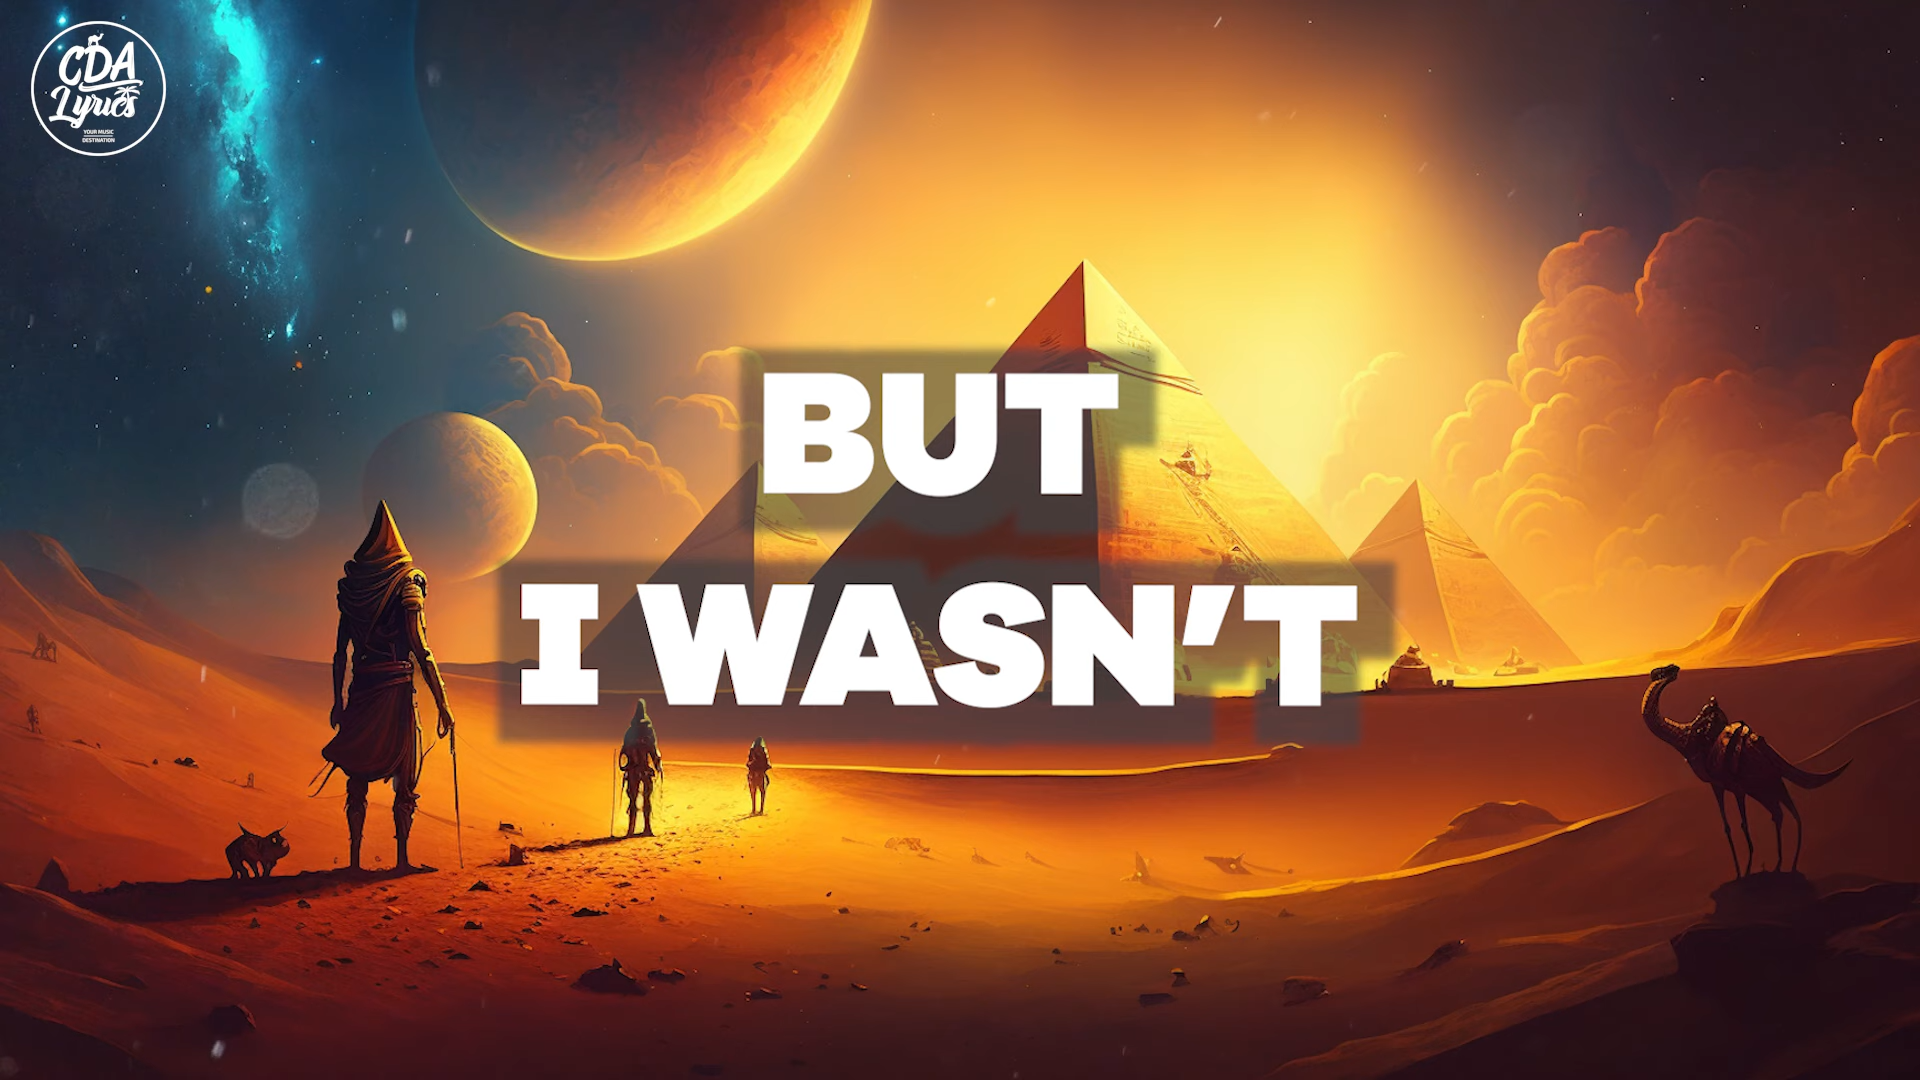 CDA
Lyrics
YOUR MUSIC
DESTINATION
BUT
I WASN'T